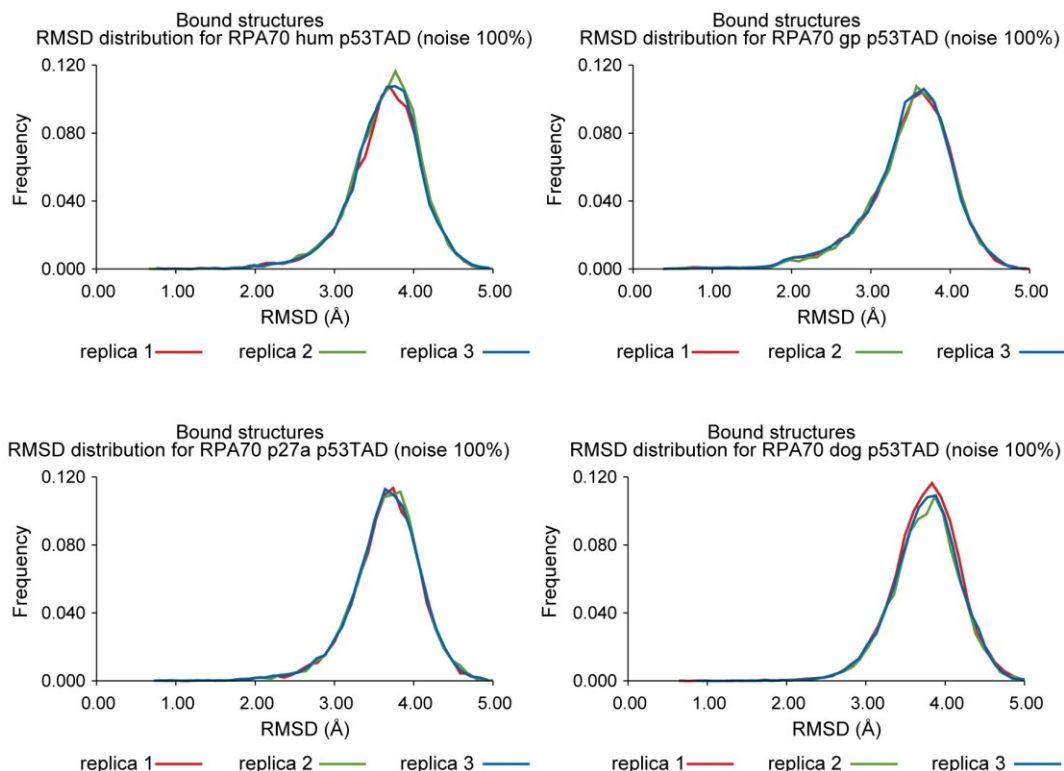 Bound structures
RMSD distribution for RPA70 hum p53TAD (noise 100%)
0.120
0.080
0.040
0.000
Frequency
0.00 1.00 2.00 3.00 4.00 5.00
RMSD (Å)
replica 1 replica 2 replica 3
Bound structures
RMSD distribution for RPA70 gp p53TAD (noise 100%)
0.120
0.080
0.040
0.000
Frequency
0.00 1.00 2.00 3.00 4.00 5.00
RMSD (Å)
replica 1 replica 2 replica 3
Bound structures
RMSD distribution for RPA70 p27a p53TAD (noise 100%)
0.120
0.080
0.040
0.000
Frequency
0.00 1.00 2.00 3.00 4.00 5.00
RMSD (Å)
replica 1 replica 2 replica 3
Bound structures
RMSD distribution for RPA70 dog p53TAD (noise 100%)
0.120
0.080
0.040
0.000
Frequency
0.00 1.00 2.00 3.00 4.00 5.00
RMSD (Å)
replica 1 replica 2 replica 3